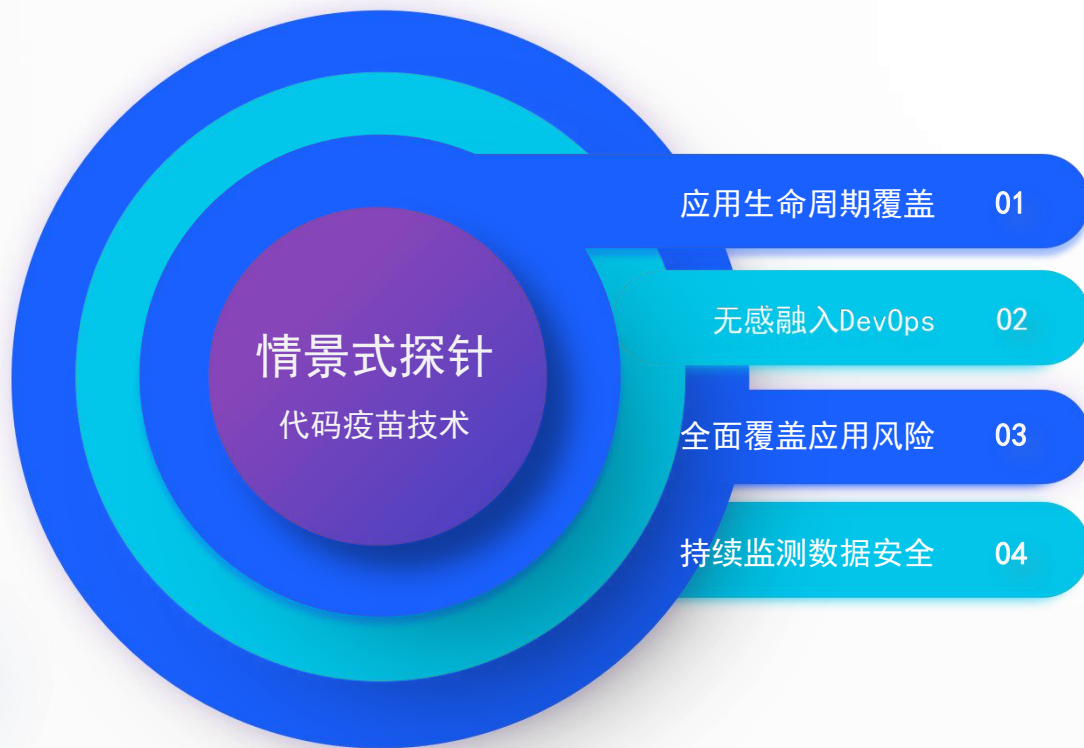 情景式探针
代码疫苗技术
应用生命周期覆盖 01
无感融入DevOps 02
全面覆盖应用风险 03
持续监测数据安全 04